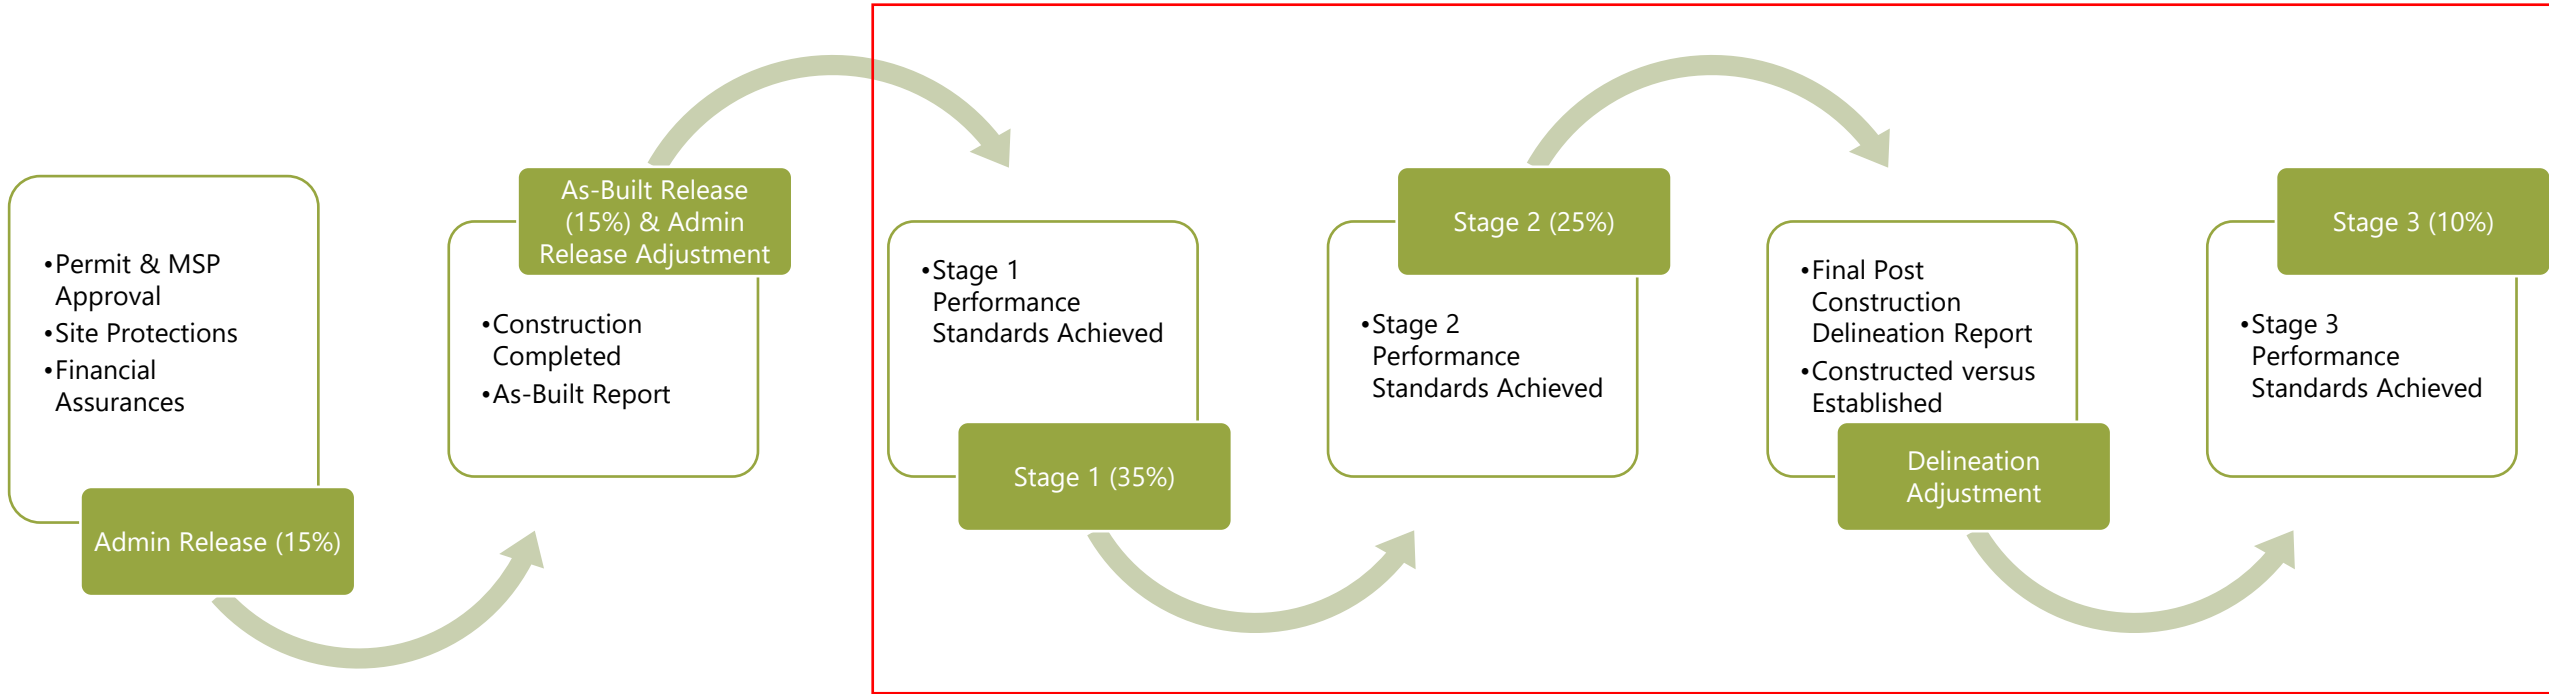 •Permit & MSP
Approval
•Site Protections
•Financial
Assurances
Admin Release (15%)
As-Built Release
(15%) & Admin
Release Adjustment
•Construction
Completed
•As-Built Report
•Stage 1
Performance
Standards Achieved
Stage 1 (35%)
Stage 2 (25%)
•Stage 2
Performance
Standards Achieved
•Final Post
Construction
Delineation Report
•Constructed versus
Established
Delineation
Adjustment
Stage 3 (10%)
•Stage 3
Performance
Standards Achieved